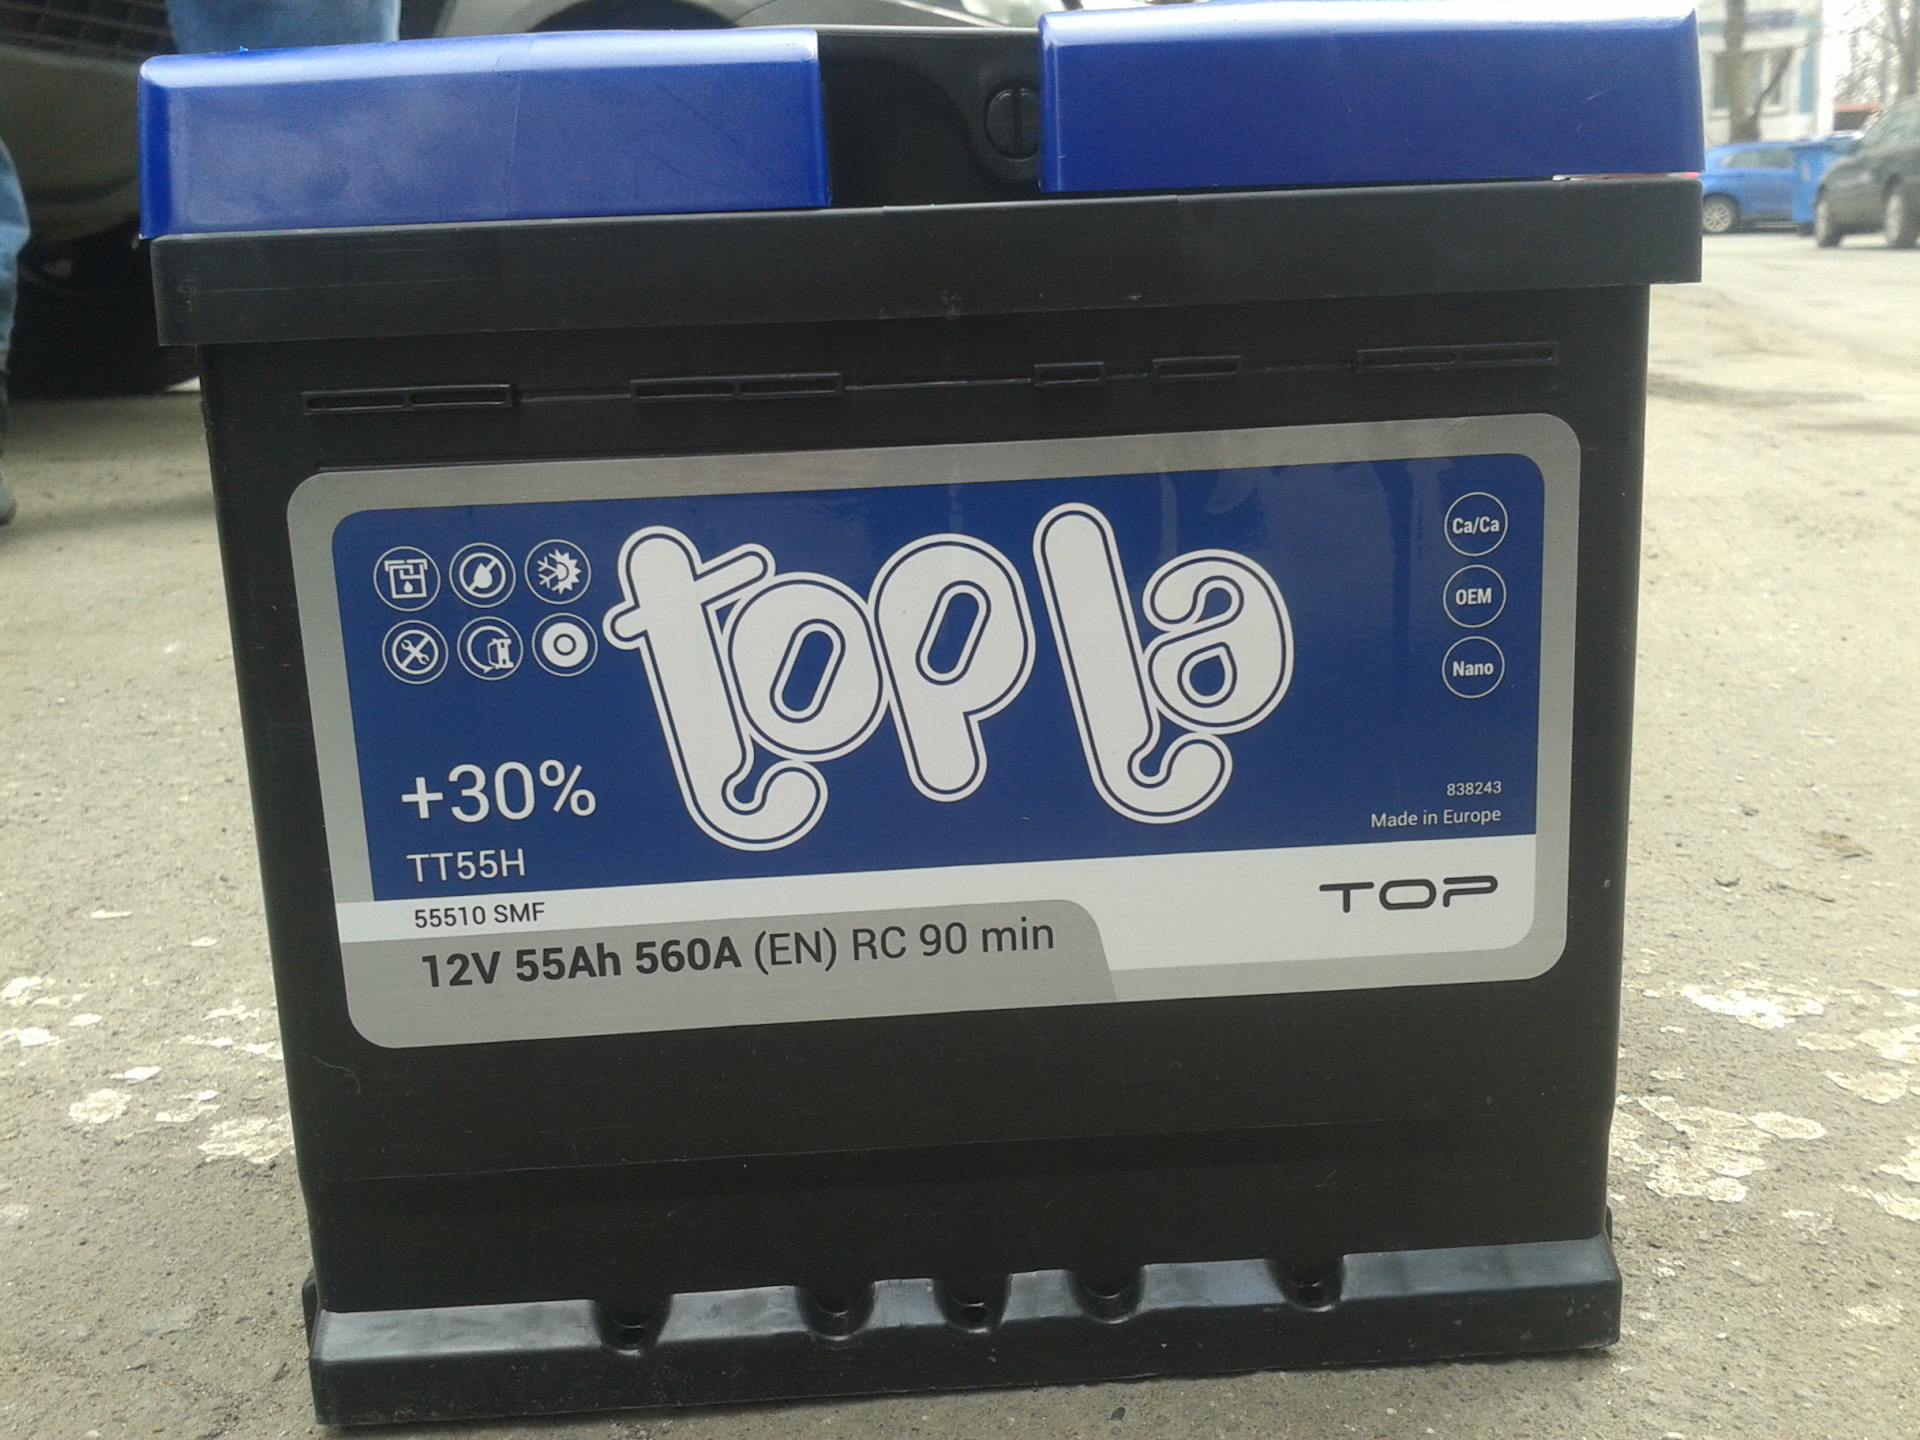 topla
Ca/Ca
OEM
Nano
+30%
838243
Made in Europe
TT55H
TOP
55510 SMF
12V 55Ah 560A (EN) RC 90 min